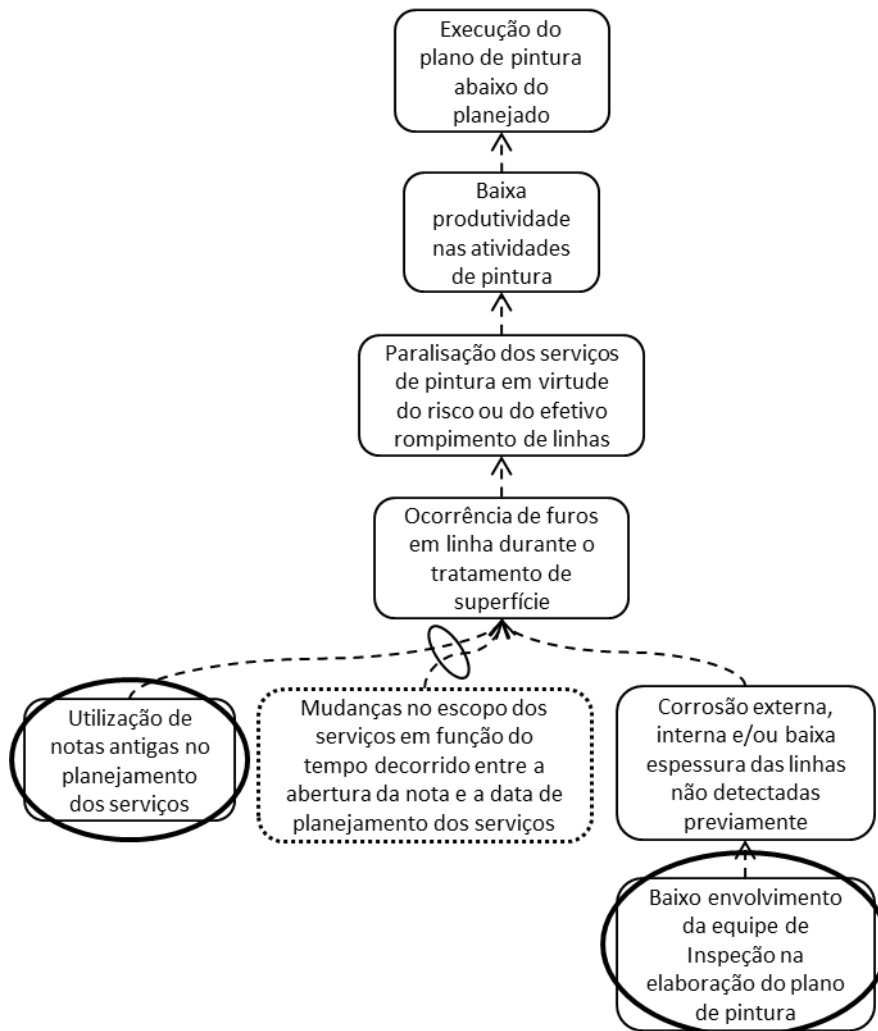 Execução do
plano de pintura
abaixo do
planejado
Baixa
produtividade
nas atividades
de pintura
Paralisação dos serviços
de pintura em virtude
do risco ou do efetivo
rompimento de linhas
Ocorrência de furos
em linha durante o
tratamento de
superfície
Utilização de
notas antigas no
planejamento
dos serviços
Mudanças no escopo dos
serviços em função do
tempo decorrido entre a
abertura da nota e a data de
planejamento dos serviços
Corrosão externa,
interna e/ou baixa
espessura das linhas
não detectadas
previamente
Baixo envolvimento
da equipe de
Inspeção na
elaboração do plano
de pintura